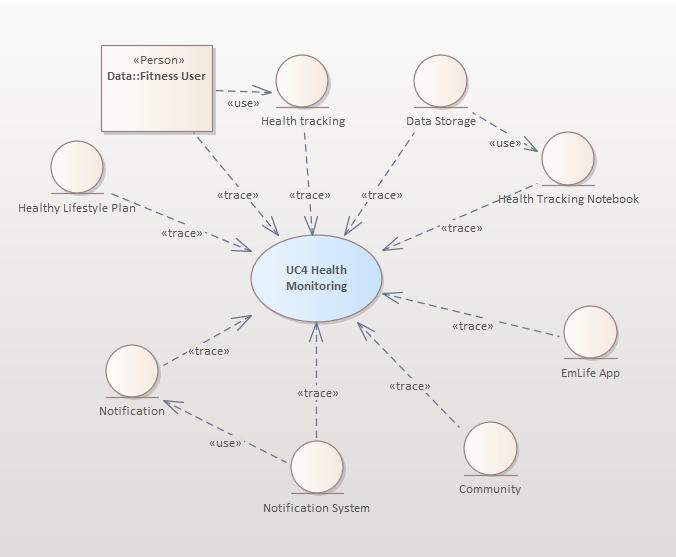 «Person»
Data::Fitness User
«use»
Health tracking
Data Storage
«use»
Healthy Lifestyle Plan
«trace»
«trace»
«trace»
Health Tracking Notebook
«trace»
«trace»
UC4 Health
Monitoring
«trace»
EmLife App
«trace»
Notification
«trace»
«trace»
«use»
Community
Notification System